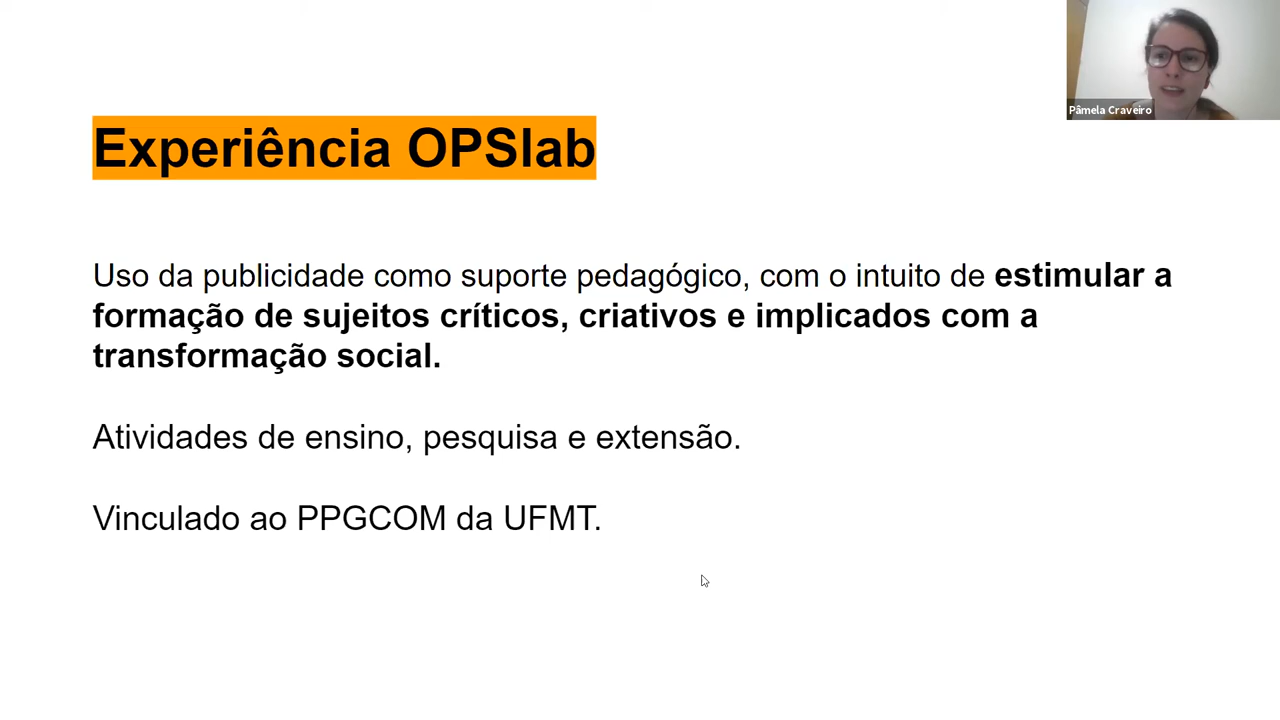 Pâmela Craveiro
Experiência OPSlab
Uso da publicidade como suporte pedagógico, com o intuito de estimular a
formação de sujeitos críticos, criativos e implicados com a
transformação social.
Atividades de ensino, pesquisa e extensão.
Vinculado ao PPGCOM da UFMT.